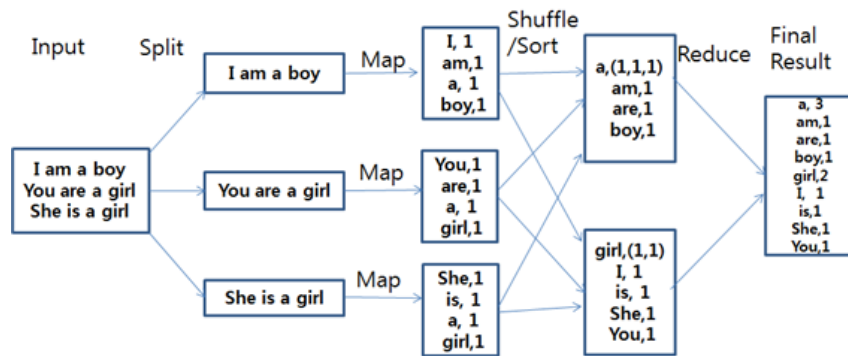 Input
Split
Map
Shuffle
/Sort
Reduce
Final
Result
I am a boy
You are a girl
She is a girl
I am a boy
You are a girl
She is a girl
Map
Map
I, 1
am,1
a, 1
boy,1
You,1
are,1
a, 1
girl,1
She,1
is, 1
a, 1
girl,1
a,(1,1,1)
am,1
are,1
boy,1
girl,(1,1)
I, 1
is, 1
She,1
You,1
a, 3
am,1
are,1
boy,1
girl,2
I, 1
is,1
She,1
You,1